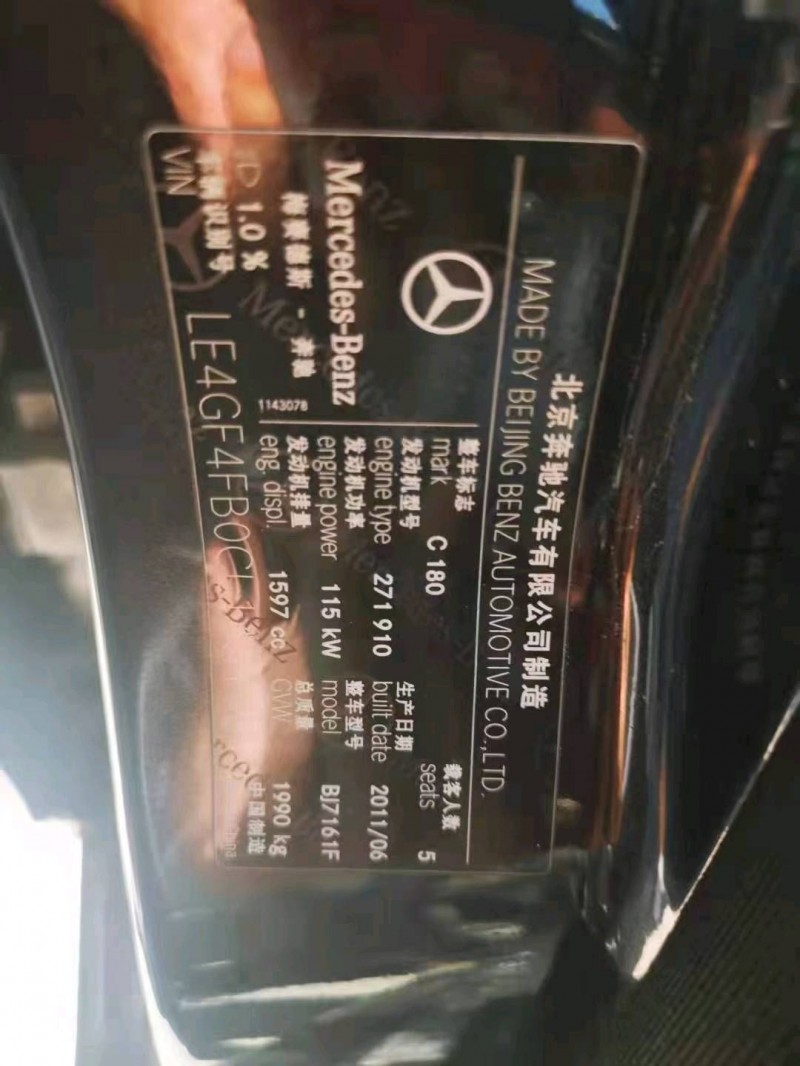 北京奔驰汽车有限公司制造
MADE BY BEIJING BENZ AUTOMOTIVE CO.,LTD.
Mercedes-Benz
梅赛德斯-奔驰
1143078
整车标志 载客人数
mark C 180 seats 5
发动机型号 生产日期
engine type 271 910 built date 2011/06
发动机功率 整车型号
engine power 115 kW model BJ7161F
发动机排量 总质量
eng. displ. 1597 cc GVW 1990 kg
1.0 %
车辆识别号 中国制造
VIN LE4GF4FB0CL